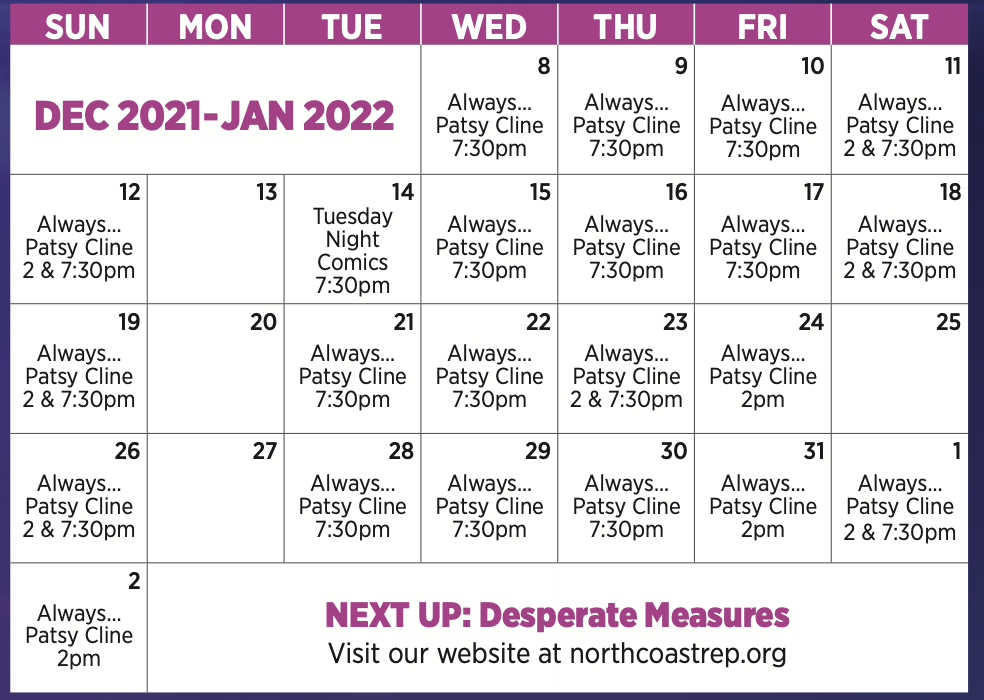 SUN MON TUE WED THU FRI SAT
DEC 2021-JAN 2022
8
Always...
Patsy Cline
7:30pm
9
Always...
Patsy Cline
7:30pm
10
Always...
Patsy Cline
7:30pm
11
Always...
Patsy Cline
2 & 7:30pm
12
Always...
Patsy Cline
2 & 7:30pm
13
14
Tuesday
Night
Comics
7:30pm
15
Always...
Patsy Cline
7:30pm
16
Always...
Patsy Cline
7:30pm
17
Always...
Patsy Cline
7:30pm
18
Always...
Patsy Cline
2 & 7:30pm
19
Always...
Patsy Cline
2 & 7:30pm
20
21
Always...
Patsy Cline
7:30pm
22
Always...
Patsy Cline
7:30pm
23
Always...
Patsy Cline
2 & 7:30pm
24
Always...
Patsy Cline
2pm
25
26
Always...
Patsy Cline
2 & 7:30pm
27
28
Always...
Patsy Cline
7:30pm
29
Always...
Patsy Cline
7:30pm
30
Always...
Patsy Cline
7:30pm
31
Always...
Patsy Cline
2pm
1
Always...
Patsy Cline
2 & 7:30pm
2
Always...
Patsy Cline
2pm
NEXT UP: Desperate Measures
Visit our website at northcoastrep.org